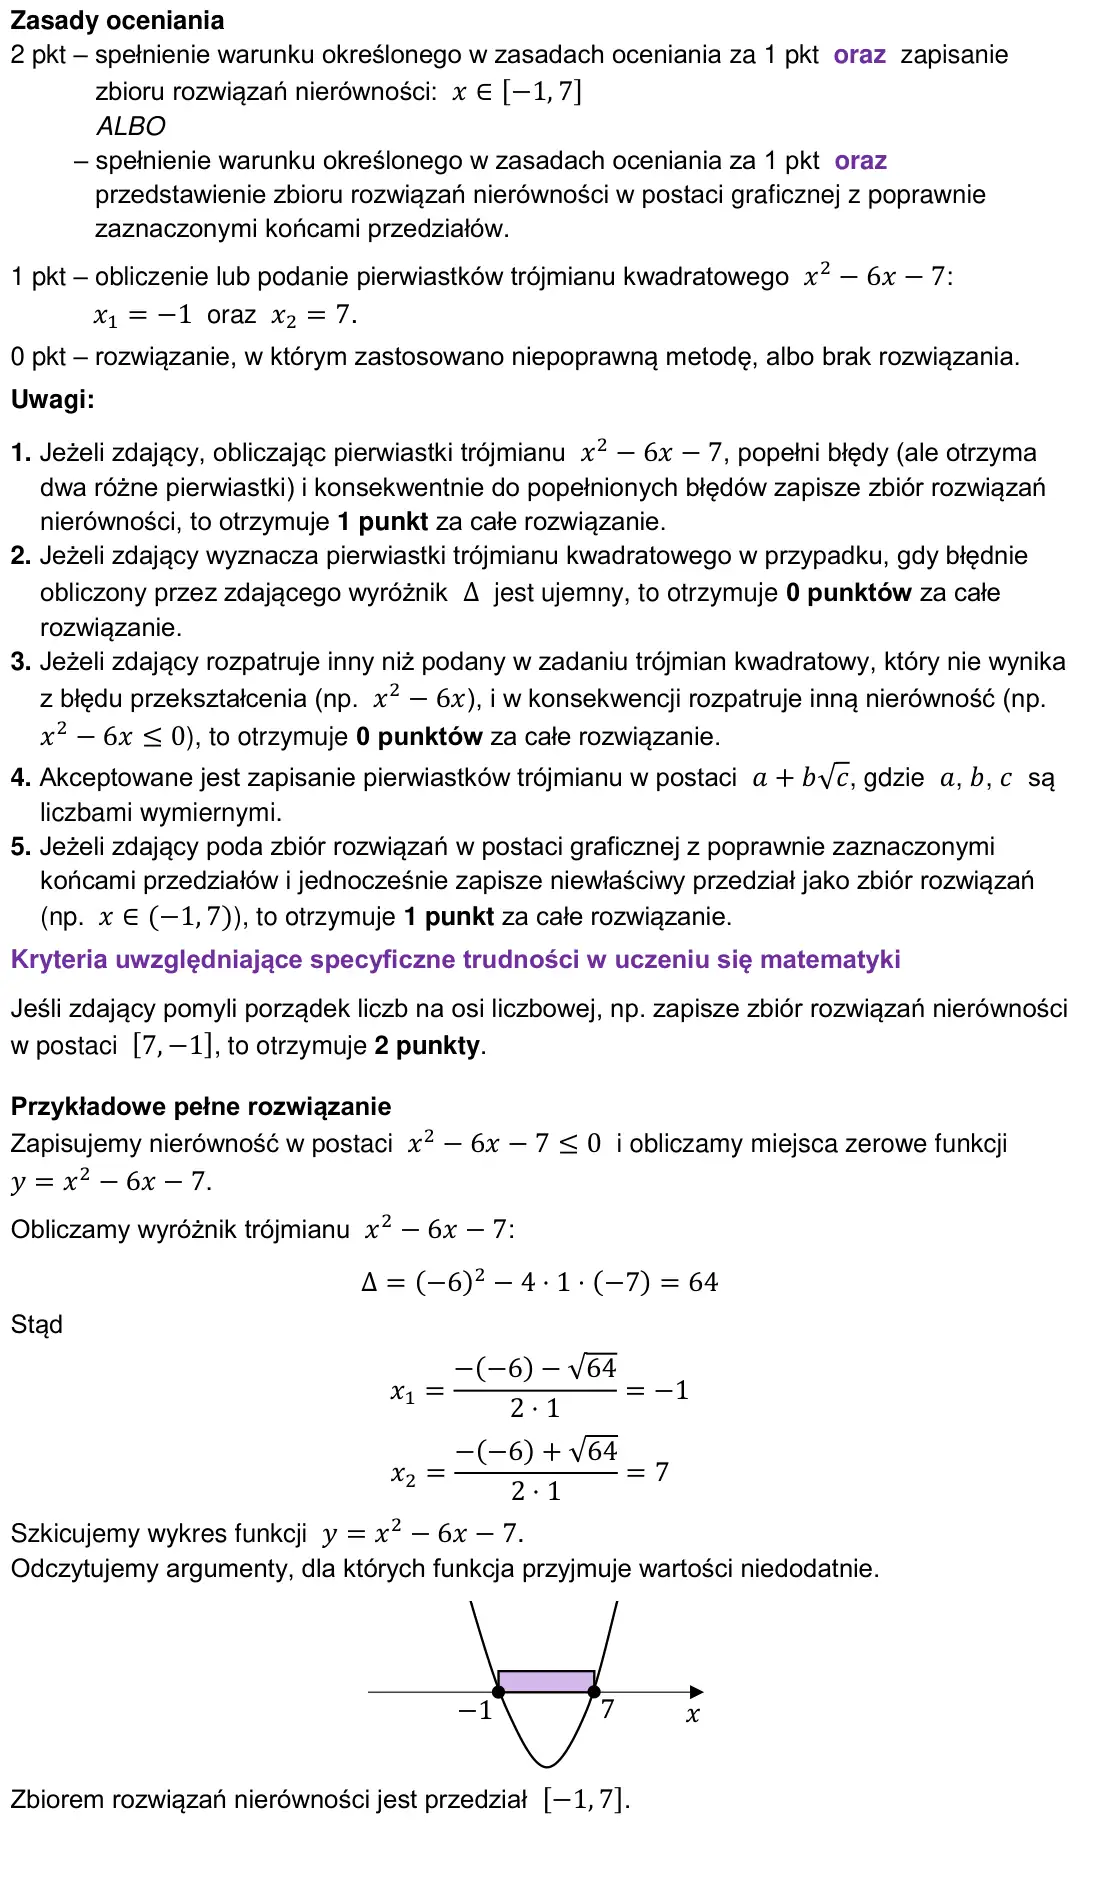 Zasady oceniania
2 pkt – spełnienie warunku określonego w zasadach oceniania za 1 pkt oraz zapisanie
zbioru rozwiązań nierówności: x ∈ [−1, 7]
ALBO
– spełnienie warunku określonego w zasadach oceniania za 1 pkt oraz
przedstawienie zbioru rozwiązań nierówności w postaci graficznej z poprawnie
zaznaczonymi końcami przedziałów.
1 pkt – obliczenie lub podanie pierwiastków trójmianu kwadratowego x² − 6x − 7:
x₁ = −1 oraz x₂ = 7.
0 pkt – rozwiązanie, w którym zastosowano niepoprawną metodę, albo brak rozwiązania.
Uwagi:
1. Jeżeli zdający, obliczając pierwiastki trójmianu x² − 6x − 7, popełni błędy (ale otrzyma
dwa różne pierwiastki) i konsekwentnie do popełnionych błędów zapisze zbiór rozwiązań
nierówności, to otrzymuje 1 punkt za całe rozwiązanie.
2. Jeżeli zdający wyznacza pierwiastki trójmianu kwadratowego w przypadku, gdy błędnie
obliczony przez zdającego wyróżnik Δ jest ujemny, to otrzymuje 0 punktów za całe
rozwiązanie.
3. Jeżeli zdający rozpatruje inny niż podany w zadaniu trójmian kwadratowy, który nie wynika
z błędu przekształcenia (np. x² − 6x), i w konsekwencji rozpatruje inną nierówność (np.
x² − 6x ≤ 0), to otrzymuje 0 punktów za całe rozwiązanie.
4. Akceptowane jest zapisanie pierwiastków trójmianu w postaci a + b√c, gdzie a, b, c są
liczbami wymiernymi.
5. Jeżeli zdający poda zbiór rozwiązań w postaci graficznej z poprawnie zaznaczonymi
końcami przedziałów i jednocześnie zapisze niewłaściwy przedział jako zbiór rozwiązań
(np. x ∈ (−1, 7)), to otrzymuje 1 punkt za całe rozwiązanie.
Kryteria uwzględniające specyficzne trudności w uczeniu się matematyki
Jeśli zdający pomyli porządek liczb na osi liczbowej, np. zapisze zbiór rozwiązań nierówności
w postaci [7, −1], to otrzymuje 2 punkty.
Przykładowe pełne rozwiązanie
Zapisujemy nierówność w postaci x² − 6x − 7 ≤ 0 i obliczamy miejsca zerowe funkcji
y = x² − 6x − 7.
Obliczamy wyróżnik trójmianu x² − 6x − 7:
Δ = (−6)² − 4 · 1 · (−7) = 64
Stąd
x₁ = (−(−6) − √64)/(2 · 1) = −1
x₂ = (−(−6) + √64)/(2 · 1) = 7
Szkicujemy wykres funkcji y = x² − 6x − 7.
Odczytujemy argumenty, dla których funkcja przyjmuje wartości niedodatnie.
−1 7 x
Zbiorem rozwiązań nierówności jest przedział [−1, 7].